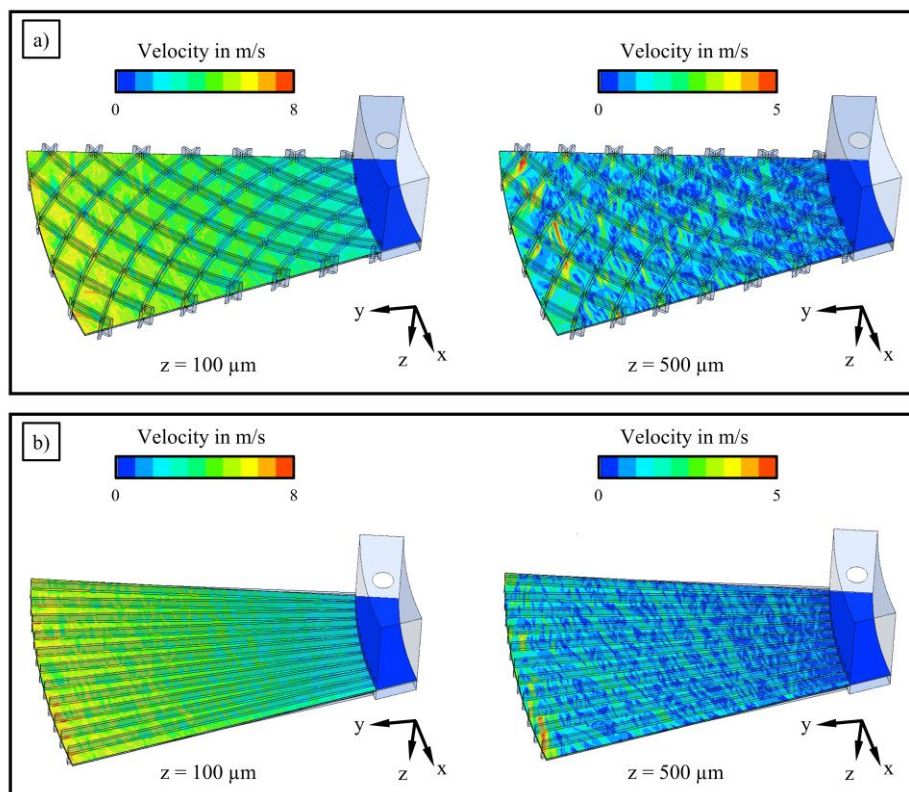 a)
Velocity in m/s
0 8
Velocity in m/s
0 5
y
z
x
z = 100 µm
y
z
x
z = 500 µm
b)
Velocity in m/s
0 8
Velocity in m/s
0 5
y
z
x
z = 100 µm
y
z
x
z = 500 µm